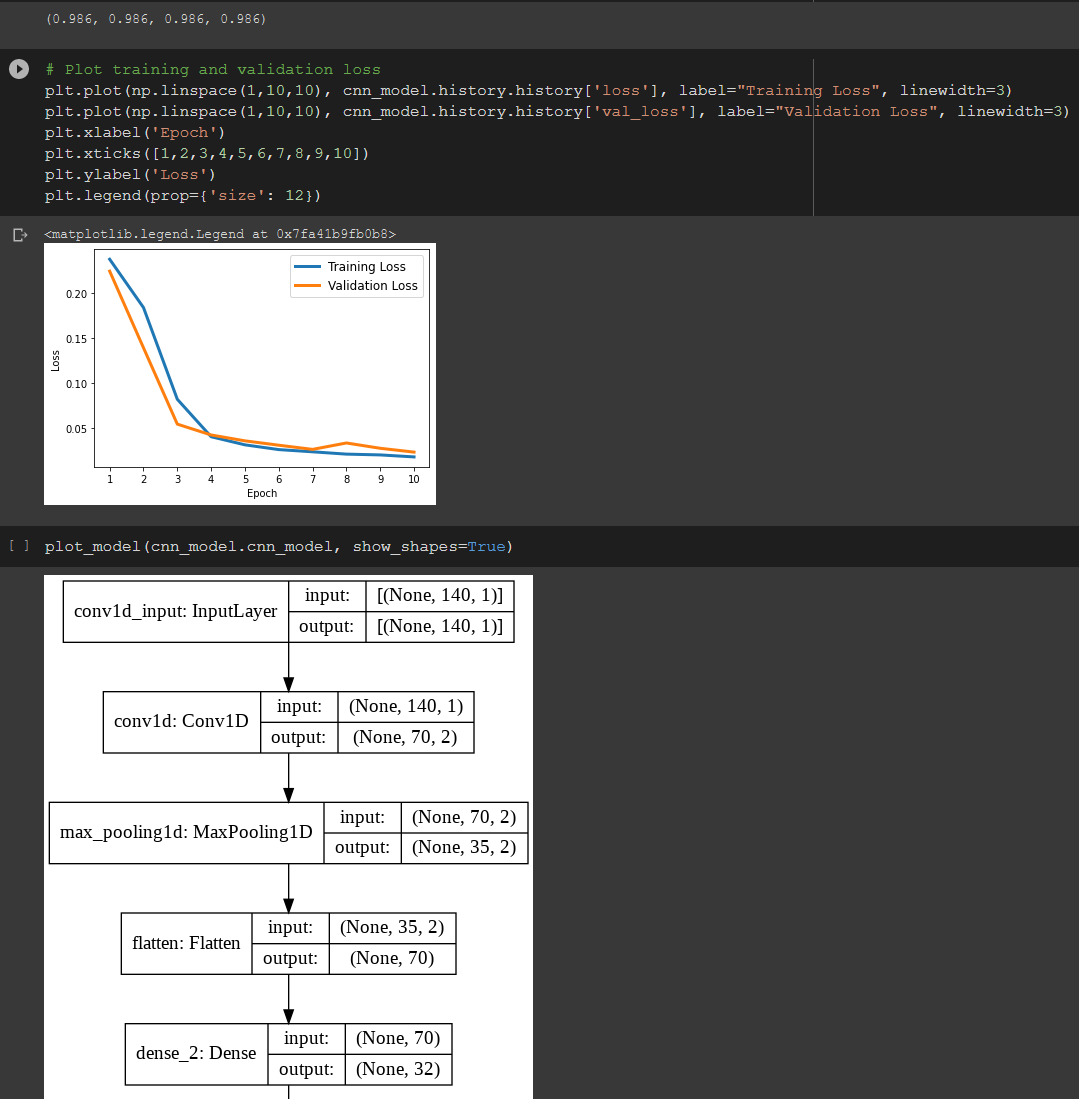 (0.986, 0.986, 0.986, 0.986)
# Plot training and validation loss
plt.plot(np.linspace(1,10,10), cnn_model.history.history['loss'], label="Training Loss", linewidth=3)
plt.plot(np.linspace(1,10,10), cnn_model.history.history['val_loss'], label="Validation Loss", linewidth=3)
plt.xlabel('Epoch')
plt.xticks([1,2,3,4,5,6,7,8,9,10])
plt.ylabel('Loss')
plt.legend(prop={'size': 12})
<matplotlib.legend.Legend at 0x7fa41b9fb0b8>
Training Loss
Validation Loss
0.20
0.15
0.10
0.05
Loss
1 2 3 4 5 6 7 8 9 10
Epoch
[ ] plot_model(cnn_model.cnn_model, show_shapes=True)
conv1d_input: InputLayer
input: [(None, 140, 1)]
output: [(None, 140, 1)]
conv1d: Conv1D
input: (None, 140, 1)
output: (None, 70, 2)
max_pooling1d: MaxPooling1D
input: (None, 70, 2)
output: (None, 35, 2)
flatten: Flatten
input: (None, 35, 2)
output: (None, 70)
dense_2: Dense
input: (None, 70)
output: (None, 32)